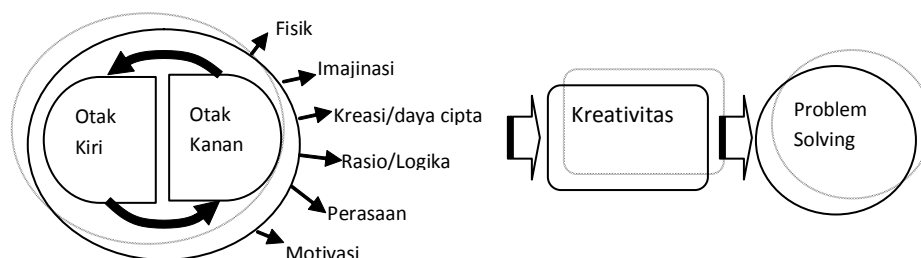 Otak
Kiri
Otak
Kanan
Fisik
Imajinasi
Kreasi/daya cipta
Rasio/Logika
Perasaan
Motivasi
Kreativitas
Problem
Solving